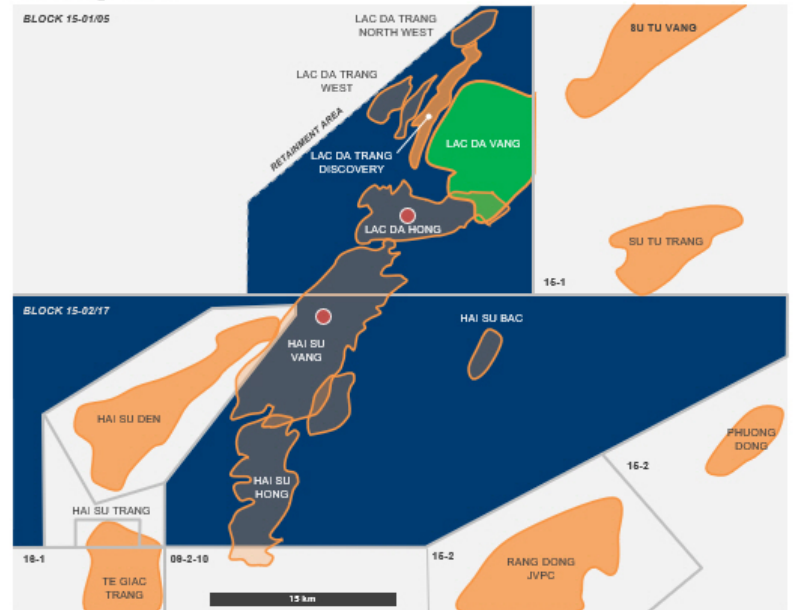 BLOCK 15-01/05
LAC DA TRANG
NORTH WEST
SU TU VANG
LAC DA TRANG
WEST
RETAINMENT AREA
LAC DA VANG
LAC DA TRANG
DISCOVERY
LAC DA HONG
SU TU TRANG
15-1
BLOCK 15-02/17
HAI SU BAC
HAI SU
VANG
HAI SU DEN
PHUONG
DONG
15-2
HAI SU
HONG
HAI SU TRANG
16-1
09-2-10
15-2
RANG DONG
JVPC
TE GIAC
TRANG
15 km